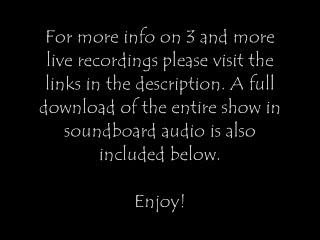 For more info on 3 and more
live recordings please visit the
links in the description. A full
download of the entire show in
soundboard audio is also
included below.
Enjoy!